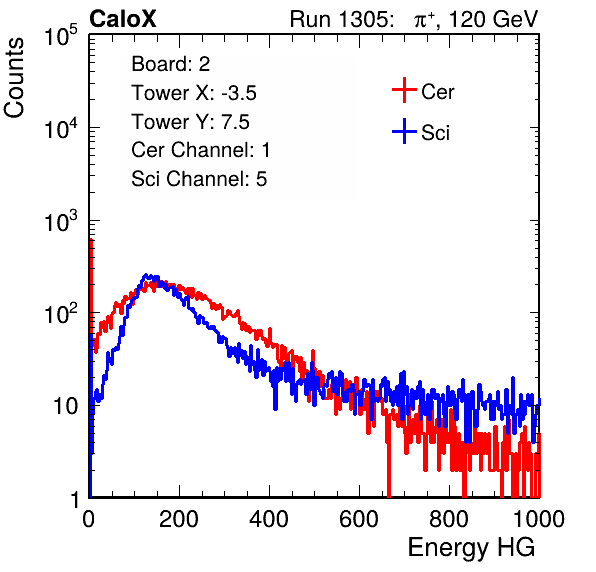 CaloX Run 1305: π⁺, 120 GeV
Counts
10⁵
10⁴
10³
10²
10
1
Board: 2
Tower X: -3.5
Tower Y: 7.5
Cer Channel: 1
Sci Channel: 5
Cer
Sci
0 200 400 600 800 1000
Energy HG